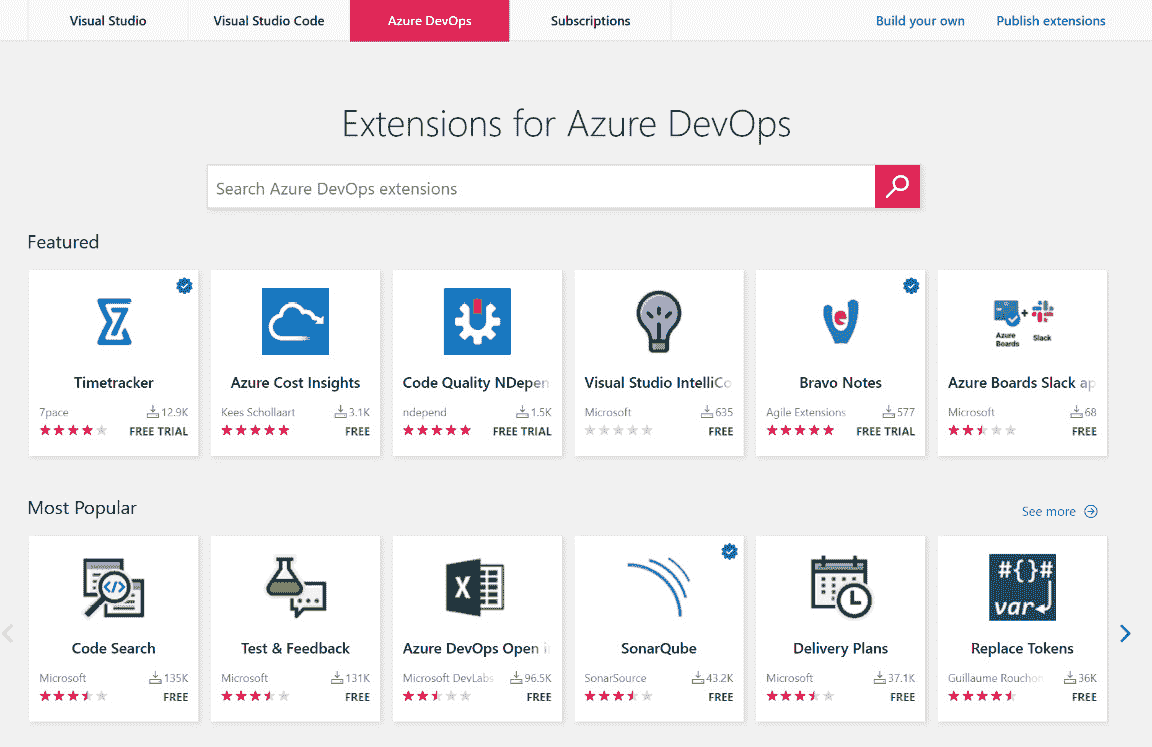 Visual Studio
Visual Studio Code
Azure DevOps
Subscriptions
Build your own
Publish extensions
Extensions for Azure DevOps
Search Azure DevOps extensions
Featured
Timetracker
7pace 12.9K
FREE TRIAL
Azure Cost Insights
Kees Schollaart 3.1K
FREE
Code Quality NDepen
ndepend 1.5K
FREE TRIAL
Visual Studio IntelliCo
Microsoft 635
FREE
Bravo Notes
Agile Extensions 577
FREE TRIAL
Azure Boards + Slack
Azure Boards Slack ap
Microsoft 68
FREE
Most Popular
See more
</>
Code Search
Microsoft 135K
FREE
Test & Feedback
Microsoft 131K
FREE
X
Azure DevOps Open i
Microsoft DevLabs 96.5K
FREE
SonarQube
SonarSource 43.2K
FREE
Delivery Plans
Microsoft 37.1K
FREE
#{}#
var
Replace Tokens
Guillaume Rouchon 36K
FREE